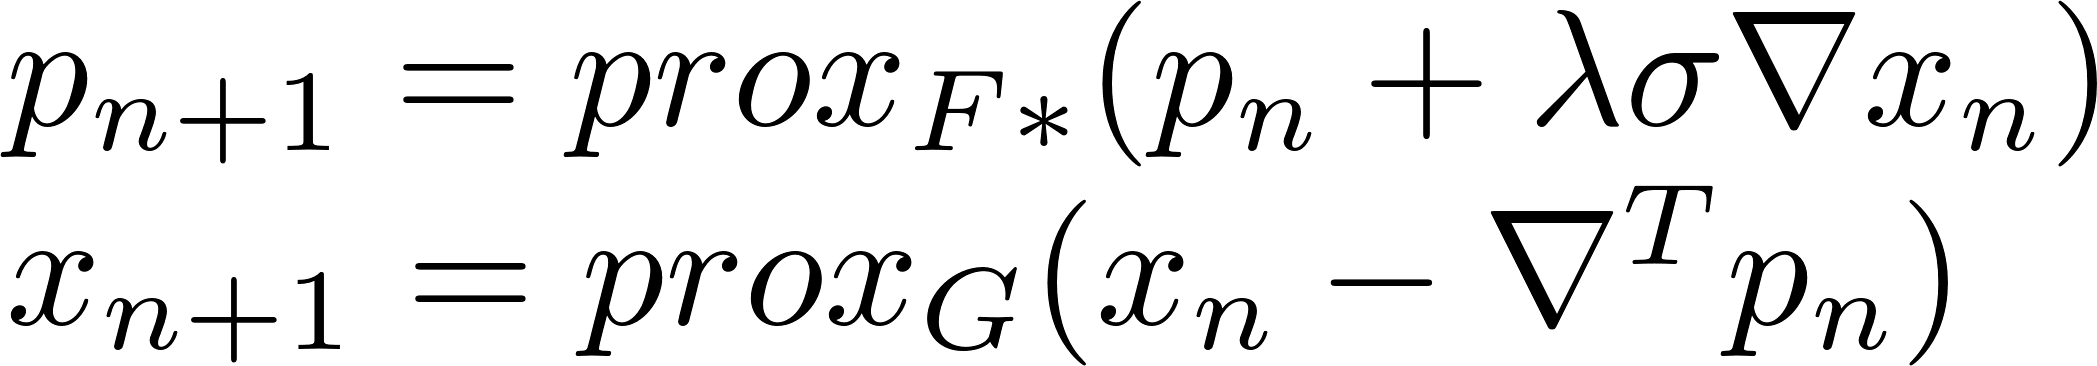 p_{n+1} = prox_{F*}(p_n + λσ∇x_n)
x_{n+1} = prox_G(x_n − ∇^T p_n)